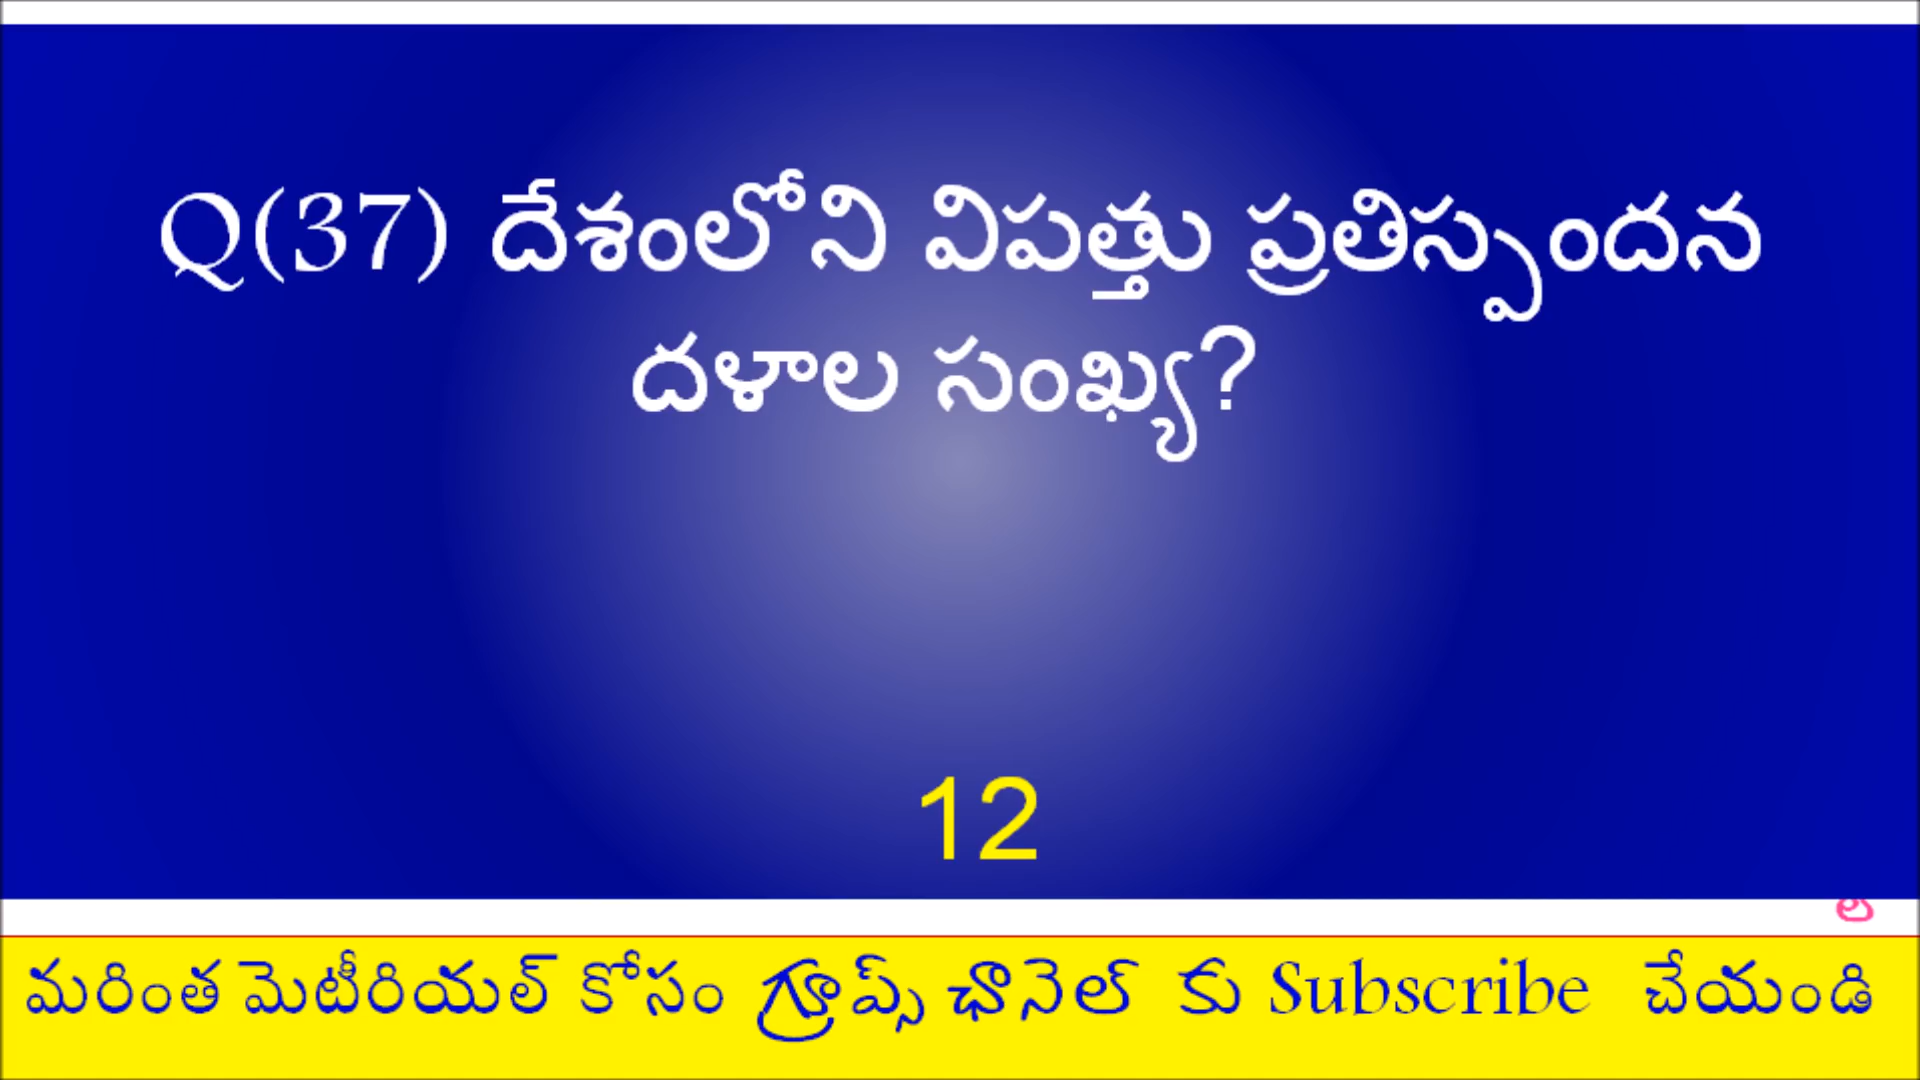 Q(37) దేశంలోని విపత్తు ప్రతిస్పందన
దళాల సంఖ్య?
12
మరింత మెటీరియల్ కోసం గ్రూప్స్ ఛానెల్ కు Subscribe చేయండి